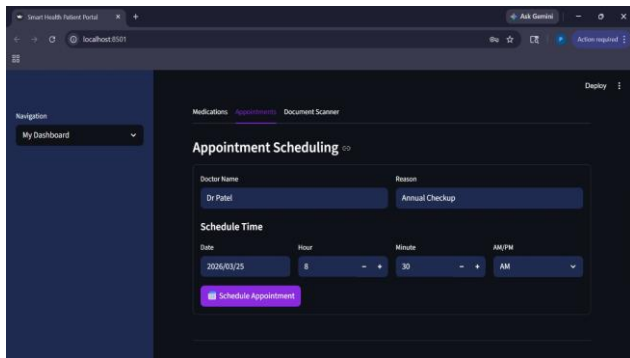 Smart Health Patient Portal
Ask Gemini
localhost:8501
Action required
Deploy
Navigation
My Dashboard
Medications Appointments Document Scanner
Appointment Scheduling
Doctor Name Reason
Dr Patel Annual Checkup
Schedule Time
Date Hour Minute AM/PM
2026/03/25 8 - + 30 - + AM
Schedule Appointment